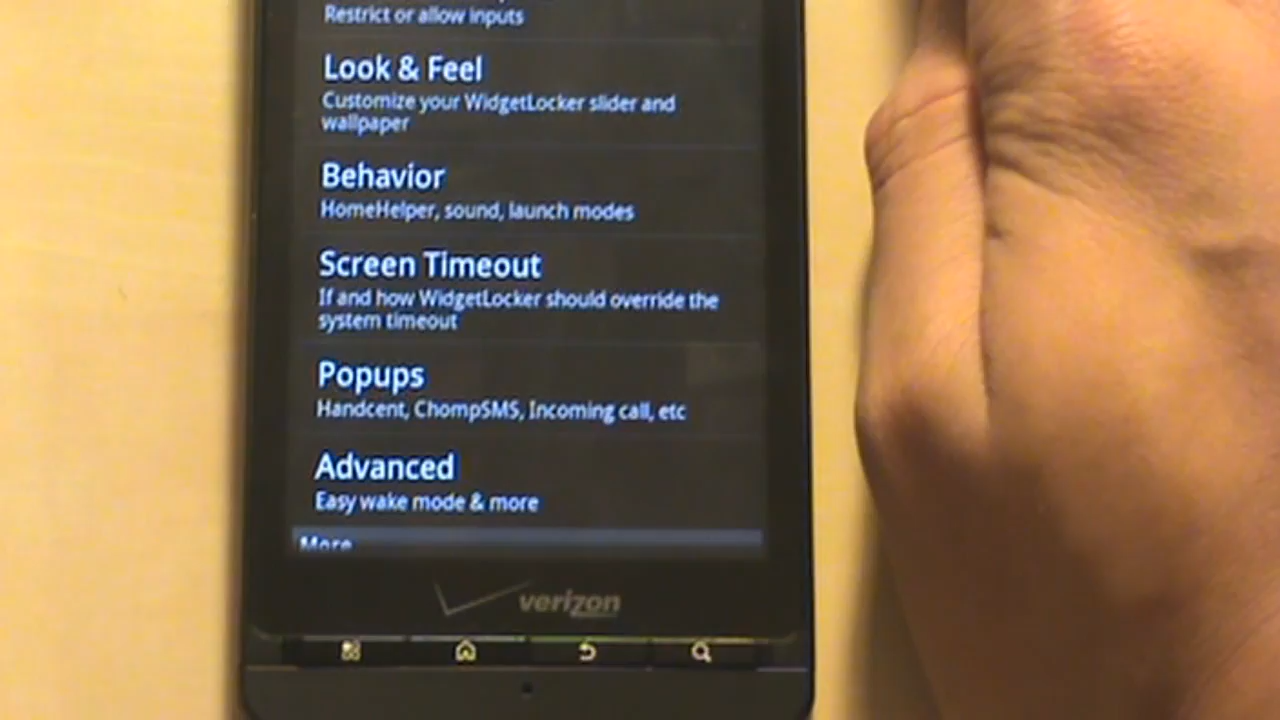 Restrict or allow inputs
Look & Feel
Customize your WidgetLocker slider and
wallpaper
Behavior
HomeHelper, sound, launch modes
Screen Timeout
If and how WidgetLocker should override the
system timeout
Popups
Handcent, ChompSMS, Incoming call, etc
Advanced
Easy wake mode & more
More
verizon